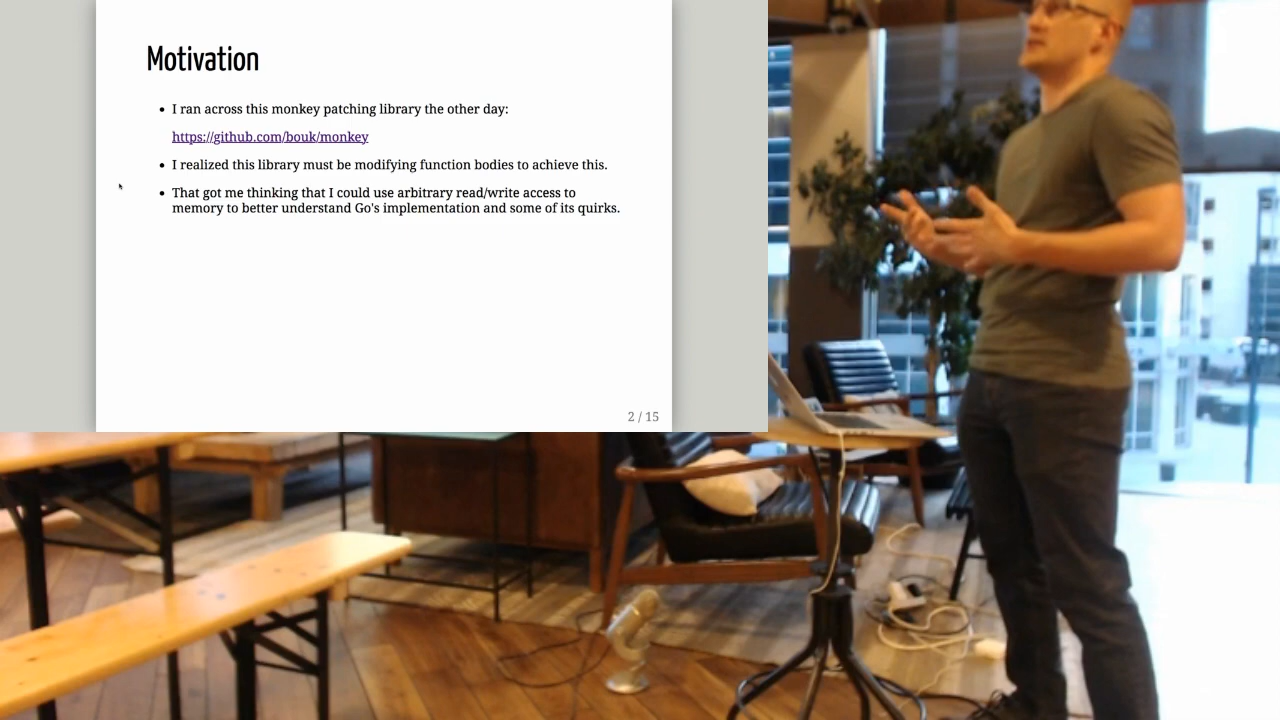 Motivation
I ran across this monkey patching library the other day:
https://github.com/bouk/monkey
I realized this library must be modifying function bodies to achieve this.
That got me thinking that I could use arbitrary read/write access to
memory to better understand Go's implementation and some of its quirks.
2 / 15